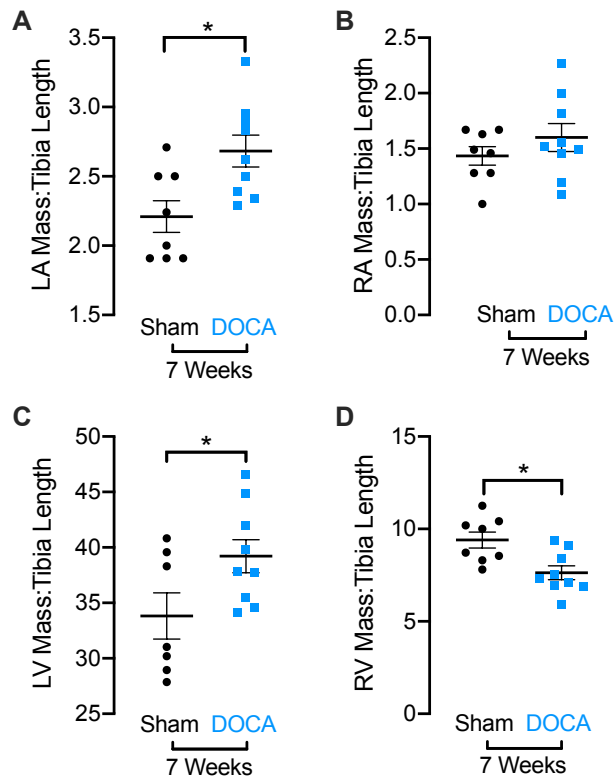 A
*
LA Mass:Tibia Length
3.5
3.0
2.5
2.0
1.5
Sham DOCA
7 Weeks
B
RA Mass:Tibia Length
2.5
2.0
1.5
1.0
0.5
0.0
Sham DOCA
7 Weeks
C
*
LV Mass:Tibia Length
50
45
40
35
30
25
Sham DOCA
7 Weeks
D
*
RV Mass:Tibia Length
15
10
5
0
Sham DOCA
7 Weeks